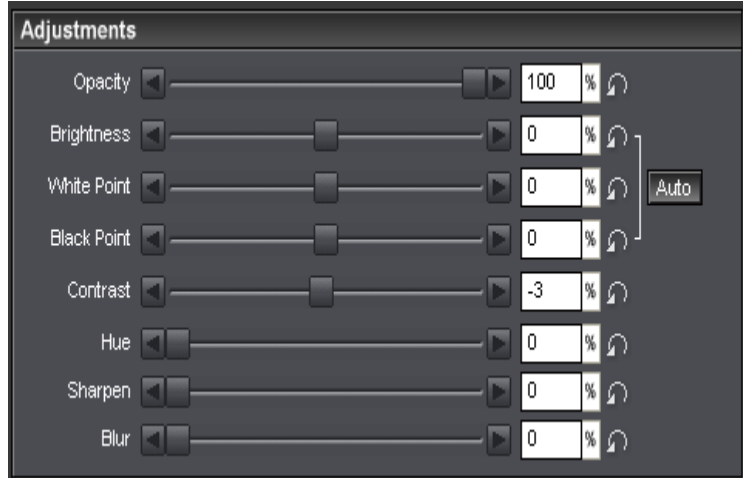 Adjustments
Opacity 100 %
Brightness 0 %
White Point 0 % Auto
Black Point 0 %
Contrast -3 %
Hue 0 %
Sharpen 0 %
Blur 0 %